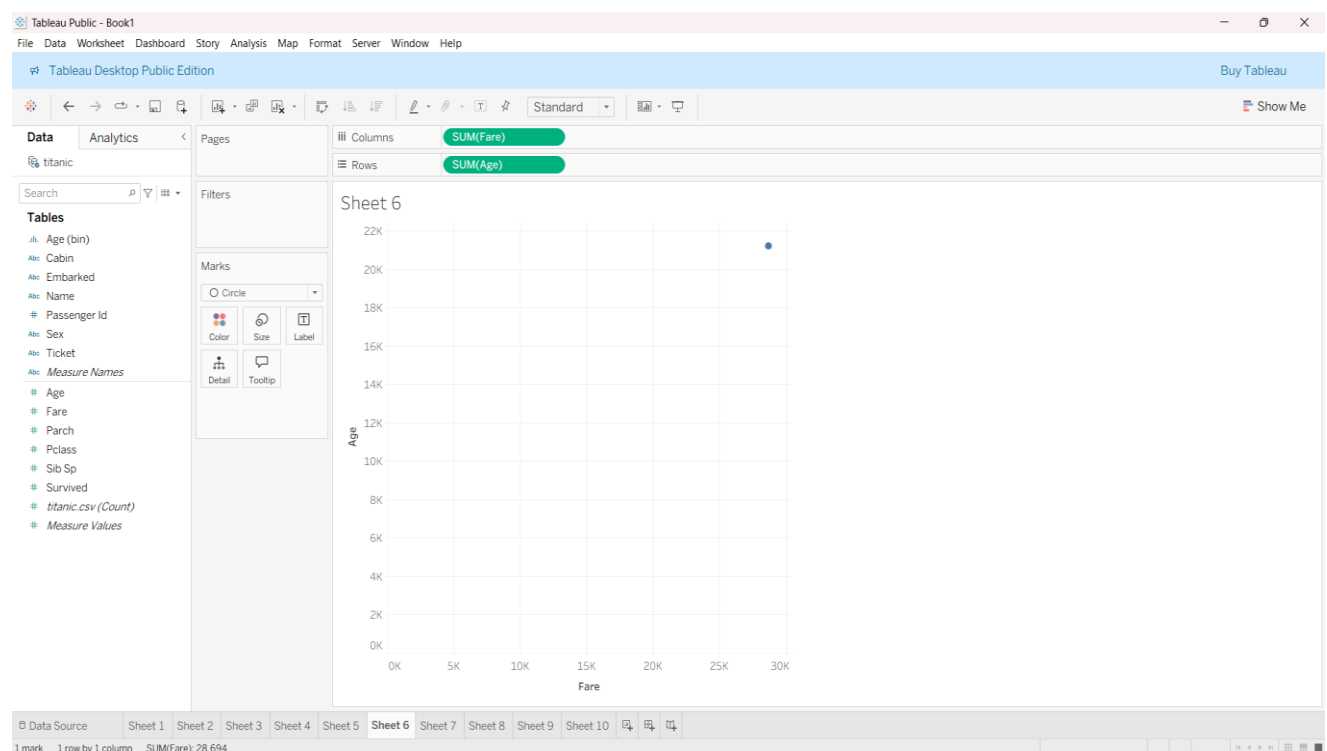 Tableau Public - Book1
File Data Worksheet Dashboard Story Analysis Map Format Server Window Help
Tableau Desktop Public Edition
Buy Tableau
Standard
Show Me
Data Analytics
titanic
Search
Tables
Age (bin)
Abc Cabin
Abc Embarked
Abc Name
# Passenger Id
Abc Sex
Abc Ticket
Abc Measure Names
# Age
# Fare
# Parch
# Pclass
# Sib Sp
# Survived
# titanic.csv (Count)
# Measure Values
Pages
Filters
Marks
Circle
Color Size Label
Detail Tooltip
Columns SUM(Fare)
Rows SUM(Age)
Sheet 6
22K
20K
18K
16K
14K
12K
10K
8K
6K
4K
2K
0K
Age
0K 5K 10K 15K 20K 25K 30K
Fare
Data Source Sheet 1 Sheet 2 Sheet 3 Sheet 4 Sheet 5 Sheet 6 Sheet 7 Sheet 8 Sheet 9 Sheet 10
1 mark 1 row by 1 column SUM(Fare): 28,694